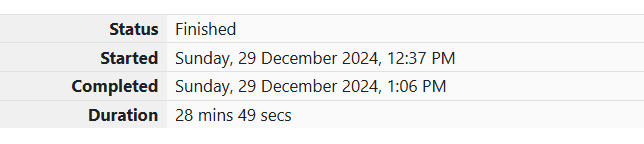 Status Finished
Started Sunday, 29 December 2024, 12:37 PM
Completed Sunday, 29 December 2024, 1:06 PM
Duration 28 mins 49 secs